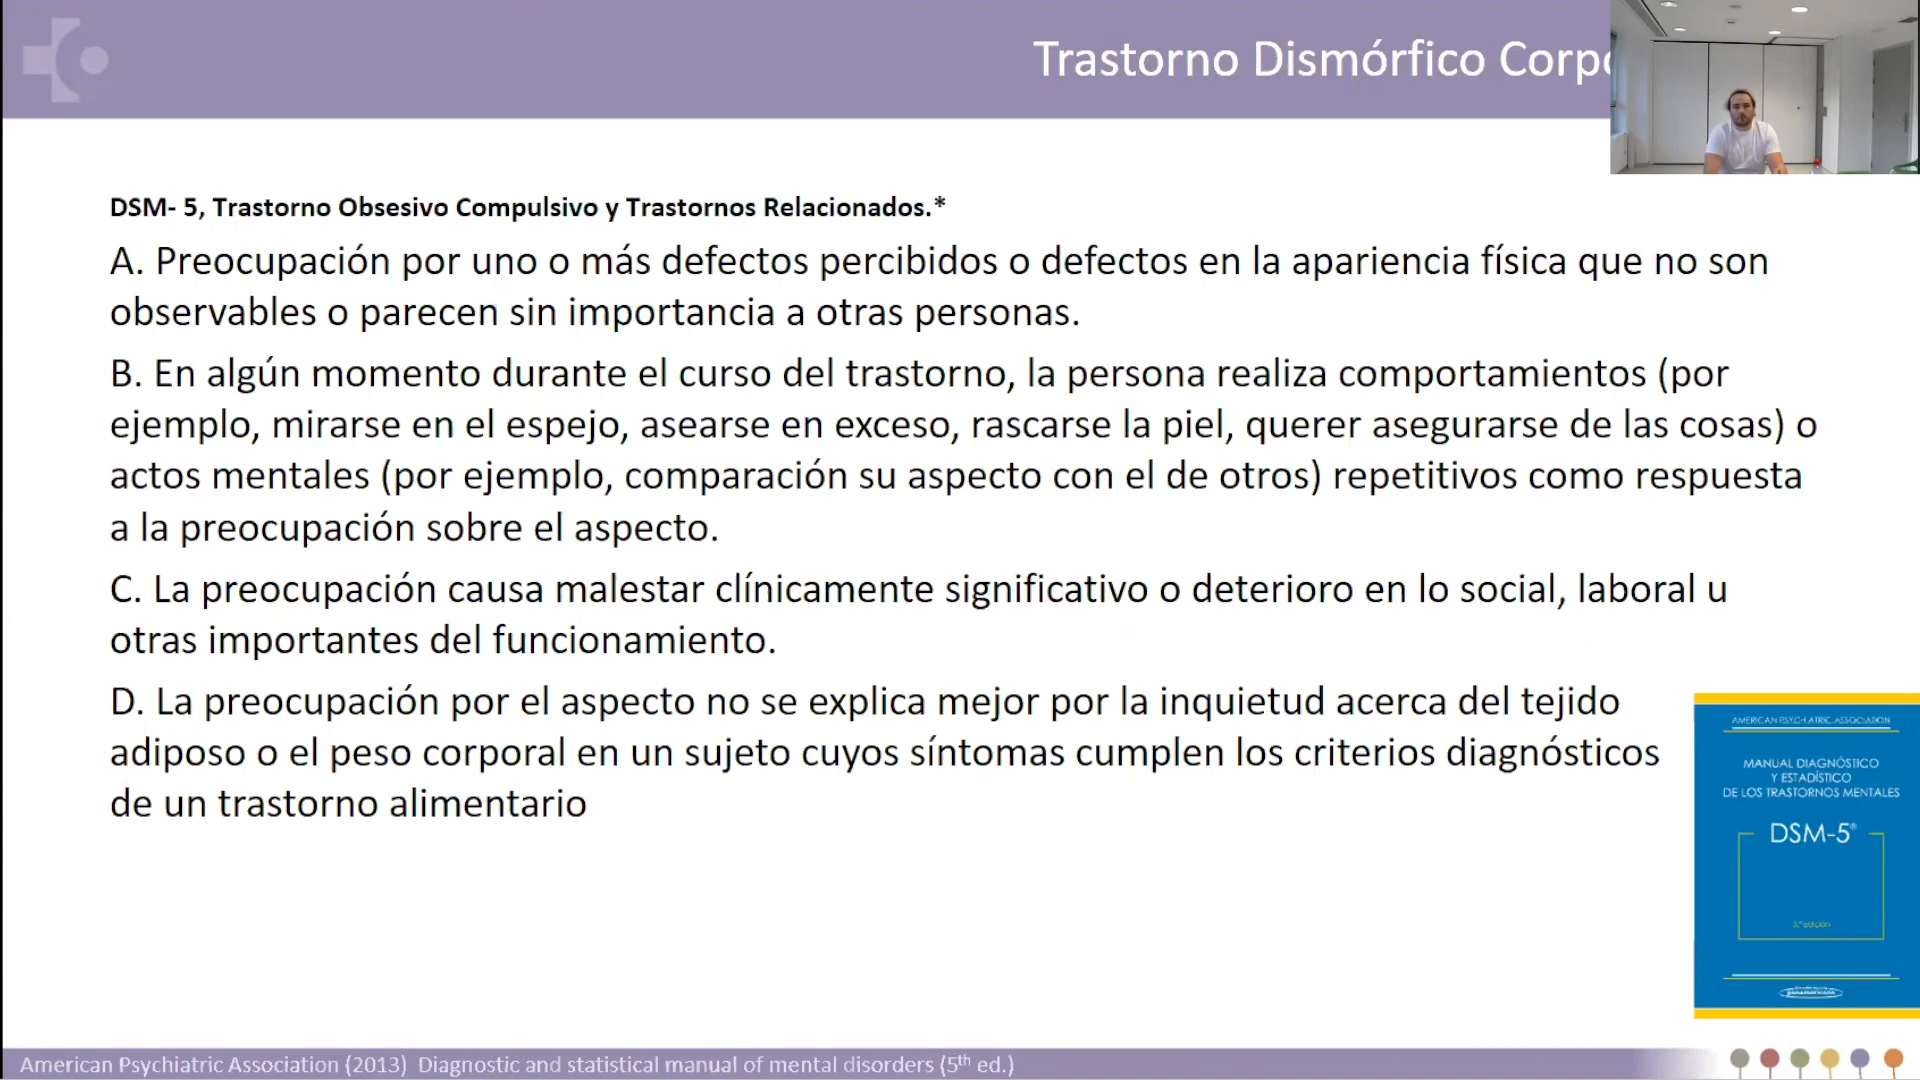 Trastorno Dismórfico Corpo
DSM- 5, Trastorno Obsesivo Compulsivo y Trastornos Relacionados.*
A. Preocupación por uno o más defectos percibidos o defectos en la apariencia física que no son
observables o parecen sin importancia a otras personas.
B. En algún momento durante el curso del trastorno, la persona realiza comportamientos (por
ejemplo, mirarse en el espejo, asearse en exceso, rascarse la piel, querer asegurarse de las cosas) o
actos mentales (por ejemplo, comparación su aspecto con el de otros) repetitivos como respuesta
a la preocupación sobre el aspecto.
C. La preocupación causa malestar clínicamente significativo o deterioro en lo social, laboral u
otras importantes del funcionamiento.
D. La preocupación por el aspecto no se explica mejor por la inquietud acerca del tejido
adiposo o el peso corporal en un sujeto cuyos síntomas cumplen los criterios diagnósticos
de un trastorno alimentario
AMERICAN PSYCHIATRIC ASSOCIATION
MANUAL DIAGNÓSTICO
Y ESTADÍSTICO
DE LOS TRASTORNOS MENTALES
DSM-5®
5.ª edición
American Psychiatric Association (2013) Diagnostic and statistical manual of mental disorders (5th ed.)